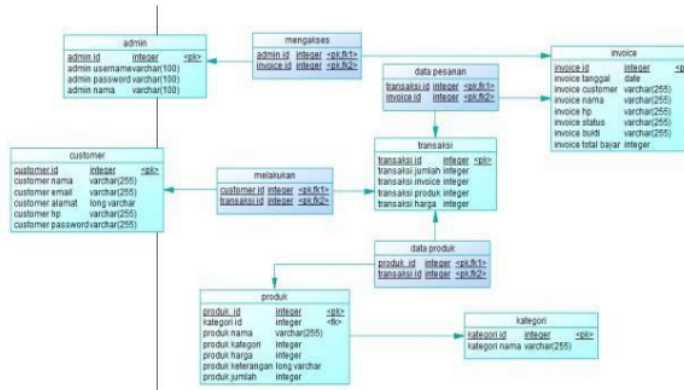 admin
admin id integer <pk>
admin username varchar(100)
admin password varchar(100)
admin nama varchar(100)
mengakses
admin id integer <pk,fk1>
invoice id integer <pk,fk2>
invoice
invoice id integer <p
invoice tanggal date
invoice customer varchar(255)
invoice nama varchar(255)
invoice hp varchar(255)
invoice status varchar(255)
invoice bukti varchar(255)
invoice total bayar integer
data pesanan
transaksi id integer <pk,fk1>
invoice id integer <pk,fk2>
customer
customer id integer <pk>
customer nama varchar(255)
customer email varchar(255)
customer alamat long varchar
customer hp varchar(255)
customer password varchar(255)
melakukan
customer id integer <pk,fk1>
transaksi id integer <pk,fk2>
transaksi
transaksi id integer <pk>
transaksi jumlah integer
transaksi invoice integer
transaksi produk integer
transaksi harga integer
data produk
produk_id integer <pk,fk1>
transaksi id integer <pk,fk2>
produk
produk_id integer <pk>
kategori id integer <fk>
produk nama varchar(255)
produk kategori integer
produk harga integer
produk keterangan long varchar
produk jumlah integer
kategori
kategori id integer <pk>
kategori nama varchar(255)